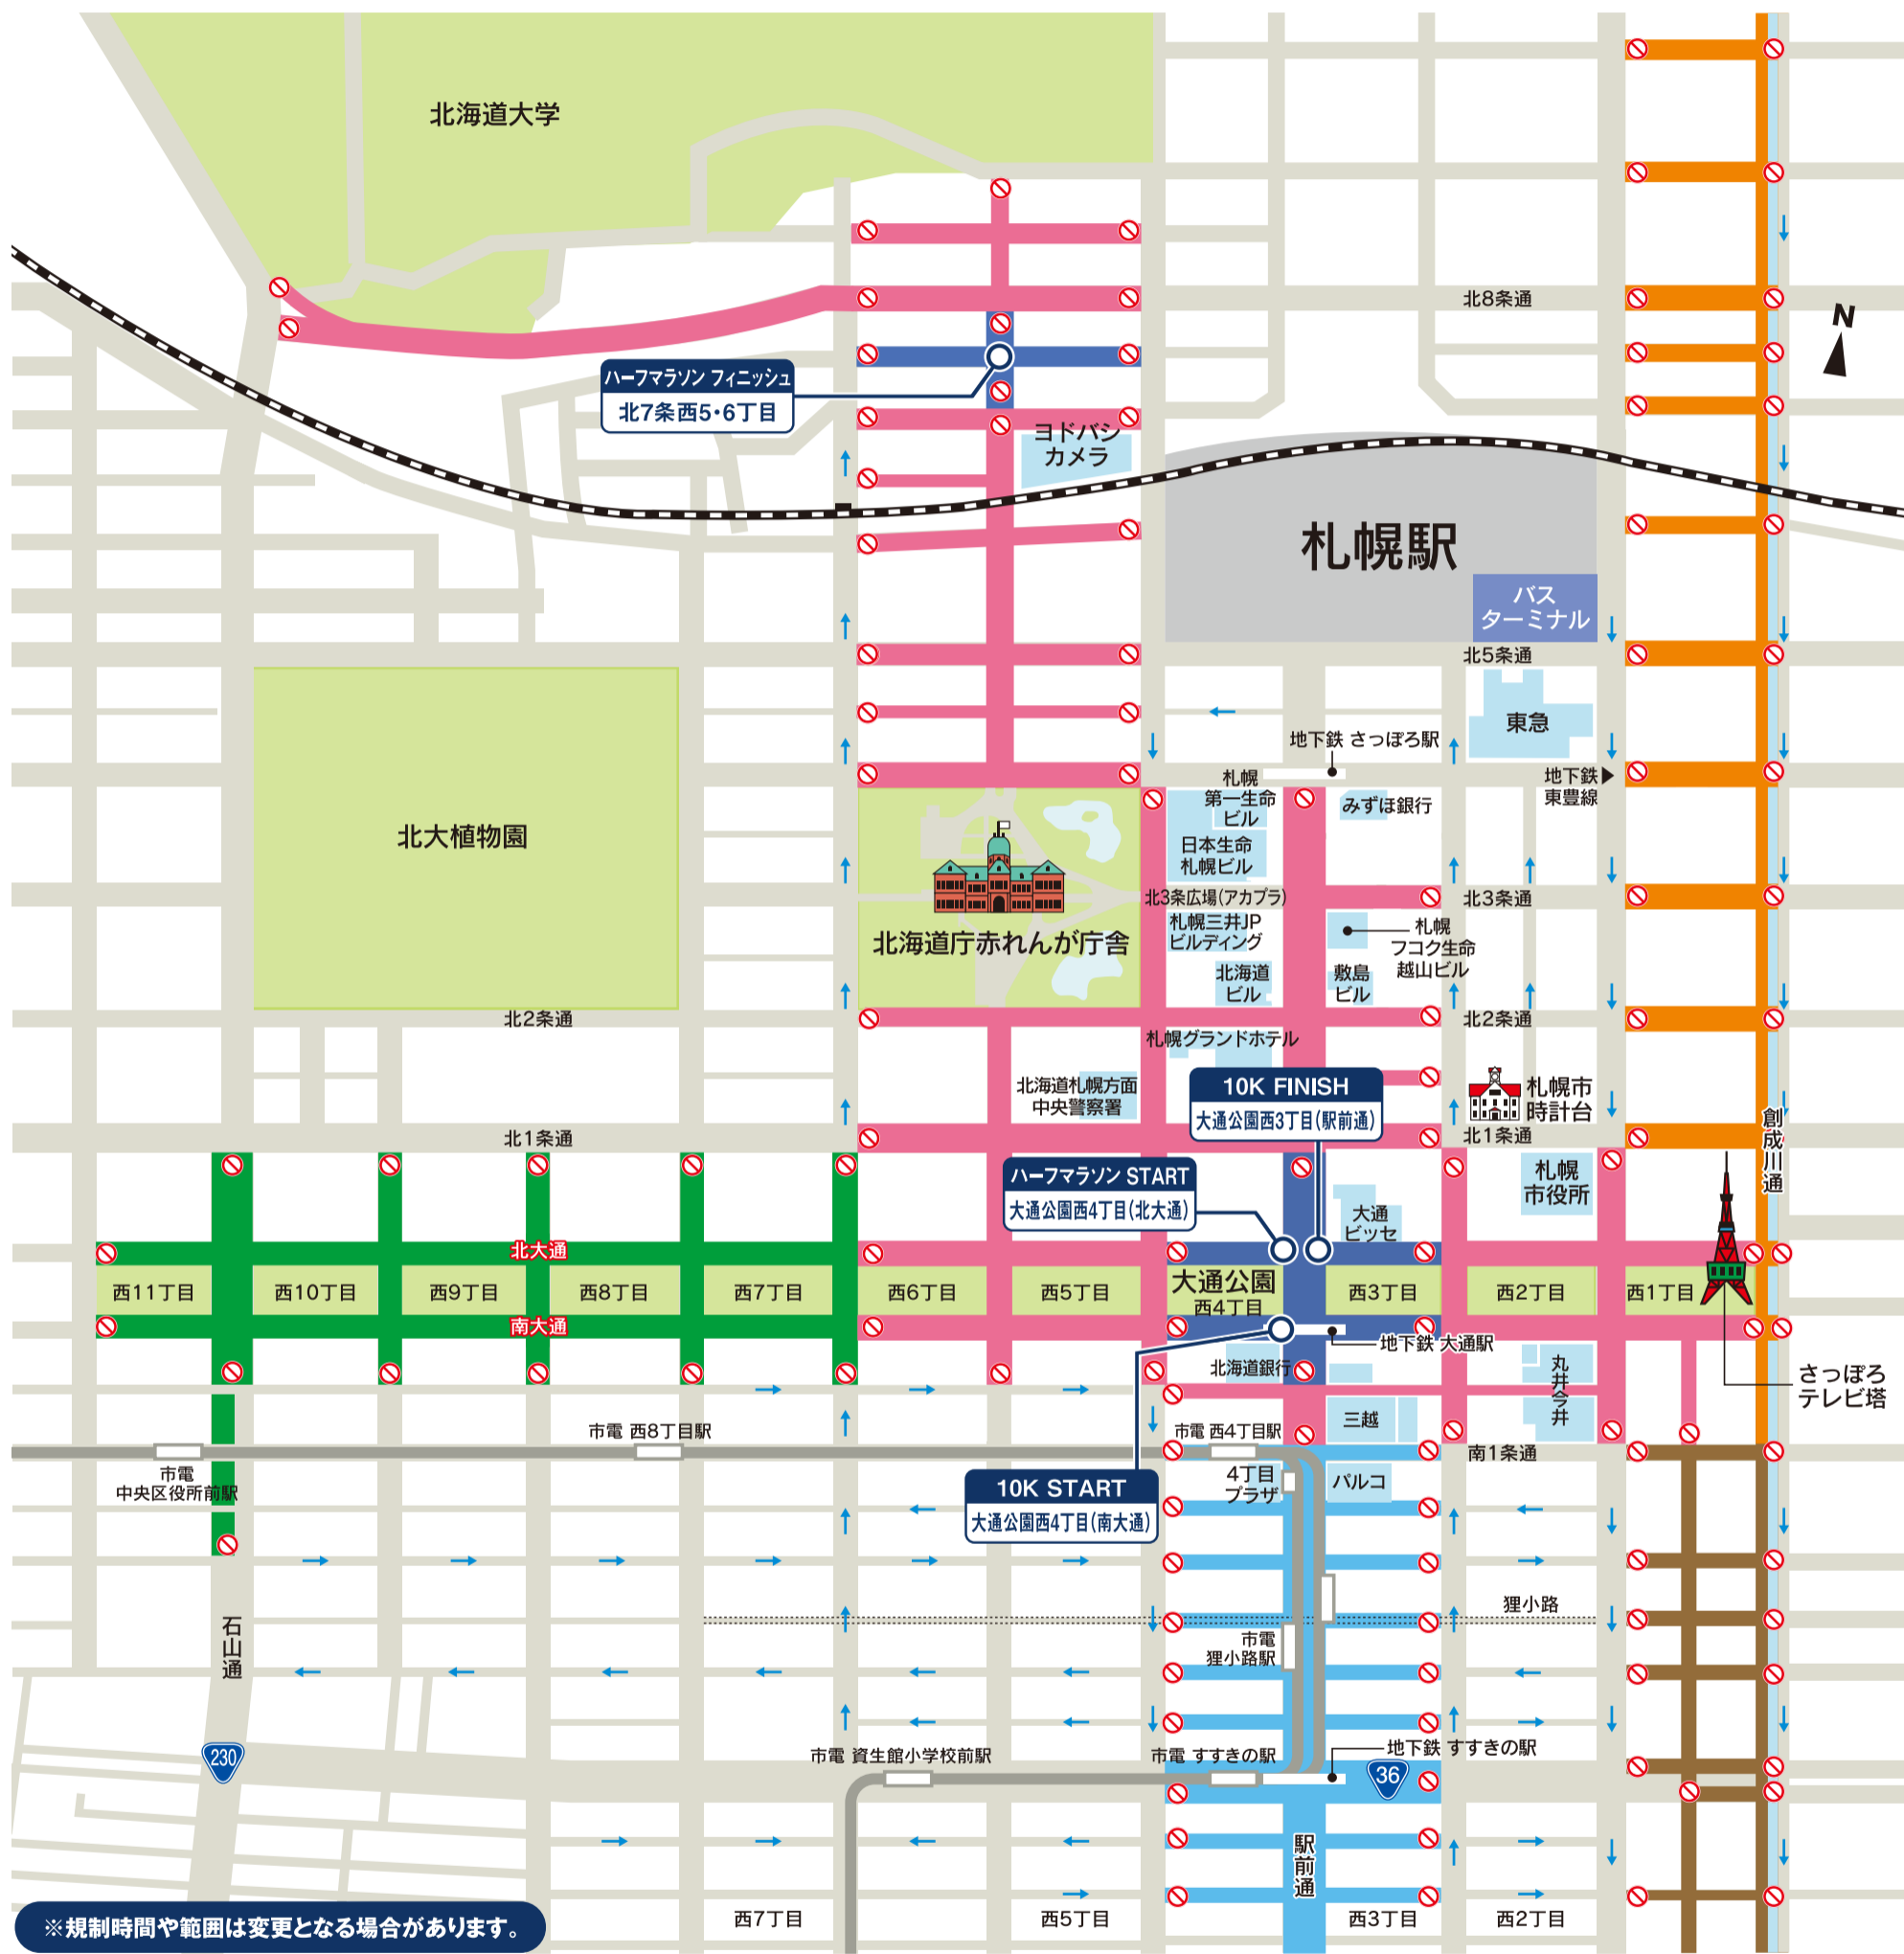 北海道大学
北8条通
N
ハーフマラソン フィニッシュ
北7条西5・6丁目
ヨドバシ
カメラ
札幌駅
バス
ターミナル
北5条通
東急
地下鉄 さっぽろ駅
地下鉄
東豊線
札幌
第一生命
ビル
みずほ銀行
日本生命
札幌ビル
北大植物園
北3条広場(アカプラ)
北3条通
札幌三井JP
ビルディング
札幌
フコク生命
越山ビル
北海道庁赤れんが庁舎
北海道
ビル
敷島
ビル
北2条通
北2条通
札幌グランドホテル
北海道札幌方面
中央警察署
10K FINISH
大通公園西3丁目(駅前通)
札幌市
時計台
北1条通
北1条通
創成川通
ハーフマラソン START
大通公園西4丁目(北大通)
札幌
市役所
大通
ビッセ
北大通
西11丁目
西10丁目
西9丁目
西8丁目
西7丁目
西6丁目
西5丁目
大通公園
西4丁目
西3丁目
西2丁目
西1丁目
南大通
地下鉄 大通駅
北海道銀行
丸井今井
さっぽろ
テレビ塔
三越
市電 西8丁目駅
市電 西4丁目駅
南1条通
市電
中央区役所前駅
10K START
大通公園西4丁目(南大通)
4丁目
プラザ
パルコ
狸小路
石山通
市電
狸小路駅
230
市電 資生館小学校前駅
市電 すすきの駅
地下鉄 すすきの駅
36
駅前通
西7丁目
西5丁目
西3丁目
西2丁目
※規制時間や範囲は変更となる場合があります。